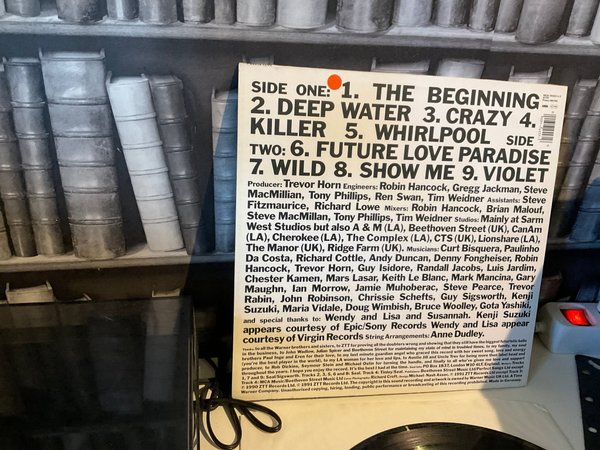 SIDE ONE: 1. THE BEGINNING
2. DEEP WATER 3. CRAZY 4.
KILLER 5. WHIRLPOOL SIDE
TWO: 6. FUTURE LOVE PARADISE
7. WILD 8. SHOW ME 9. VIOLET
Producer: Trevor Horn Engineers: Robin Hancock, Gregg Jackman, Steve
MacMillian, Tony Phillips, Ren Swan, Tim Weidner Assistants: Steve
Fitzmaurice, Richard Lowe Mixers: Robin Hancock, Brian Malouf,
Steve MacMillan, Tony Phillips, Tim Weidner Studios: Mainly at Sarm
West Studios but also A & M (LA), Beethoven Street (UK), CanAm
(LA), Cherokee (LA), The Complex (LA), CTS (UK), Lionshare (LA),
The Manor (UK), Ridge Farm (UK). Musicians: Curt Bisquera, Paulinho
Da Costa, Richard Cottle, Andy Duncan, Denny Fongheiser, Robin
Hancock, Trevor Horn, Guy Isidore, Randall Jacobs, Luis Jardin,
Chester Kamen, Mars Lasar, Keith Le Blanc, Mark Mancina, Gary
Maughn, Ian Morrow, Jamie Muhoberac, Steve Pearce, Trevor
Rabin, John Robinson, Chrissie Schefts, Guy Sigsworth, Kenji
Suzuki, Maria Vidale, Doug Wimbish, Bruce Woolley, Gota Yashiki,
and special thanks to: Wendy and Lisa and Susannah. Kenji Suzuki
appears courtesy of Epic/Sony Records Wendy and Lisa appear
courtesy of Virgin Records String Arrangements: Anne Dudley.